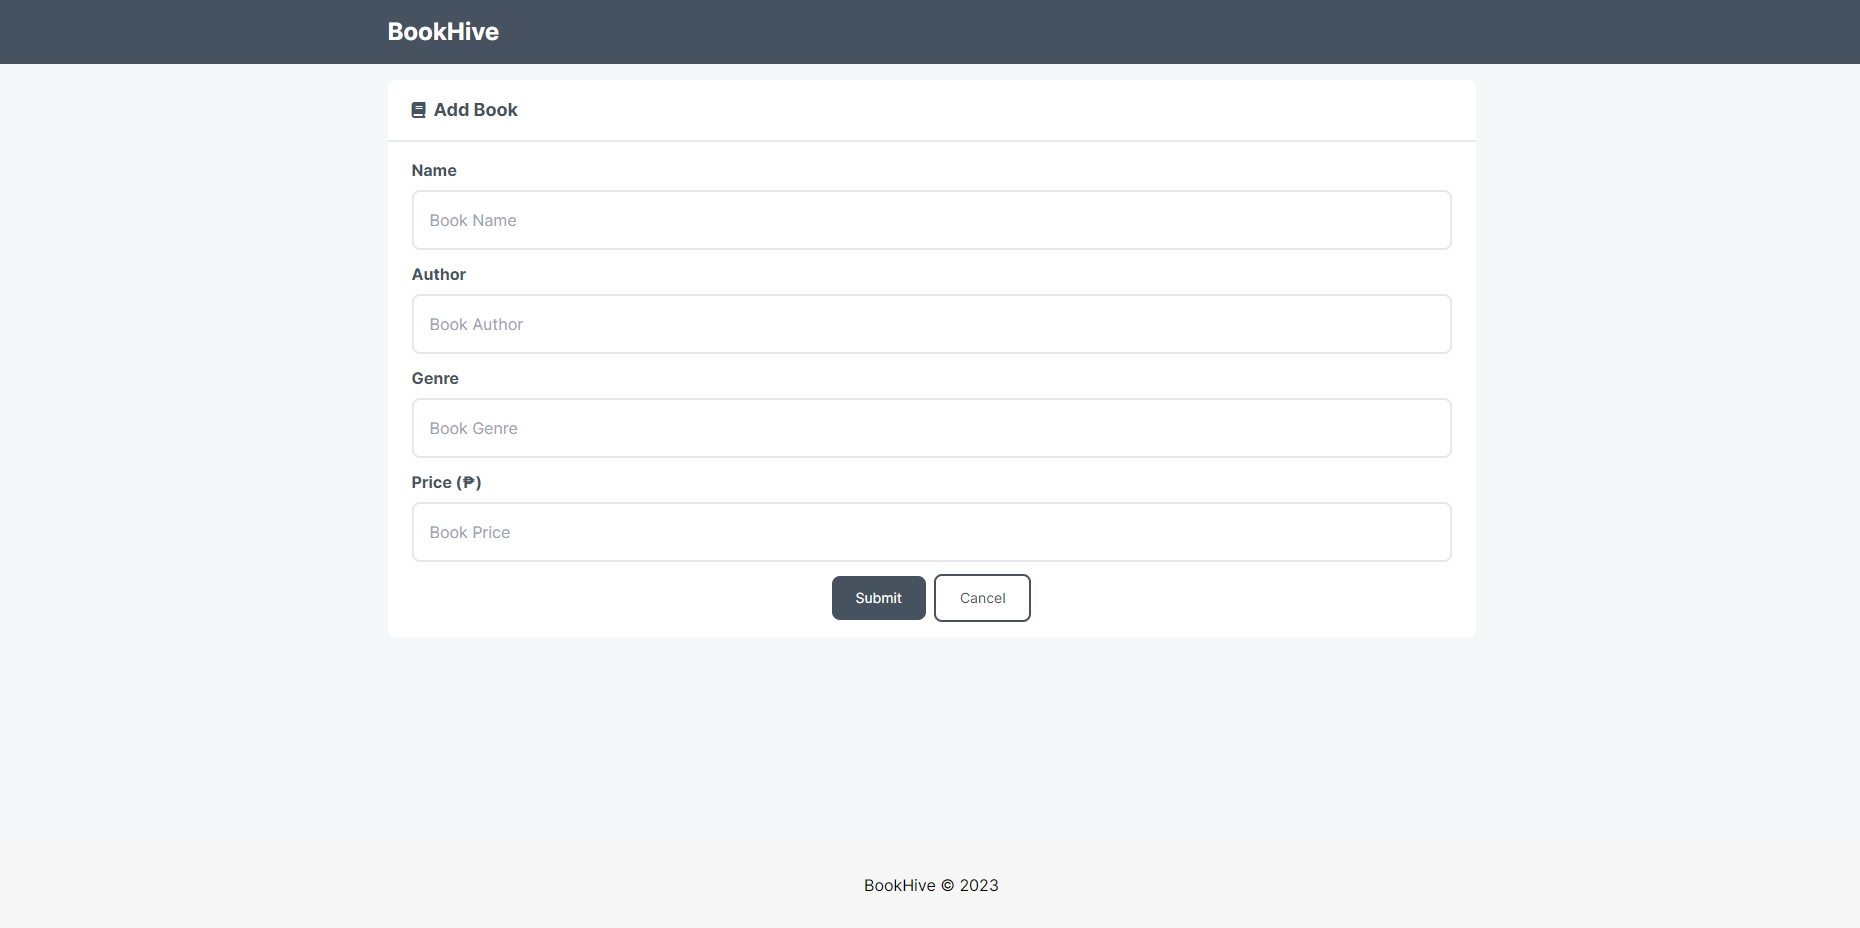 BookHive
Add Book
Name
Book Name
Author
Book Author
Genre
Book Genre
Price (₱)
Book Price
Submit Cancel
BookHive © 2023